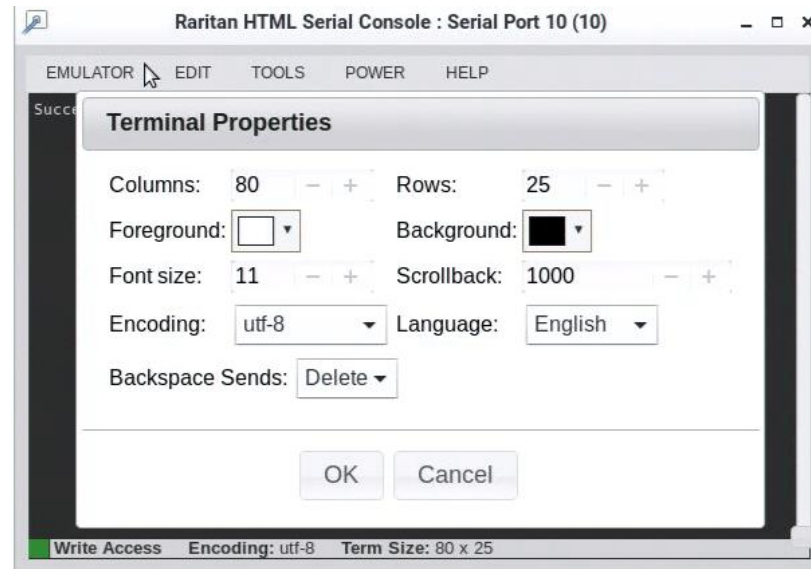 Raritan HTML Serial Console : Serial Port 10 (10)
EMULATOR EDIT TOOLS POWER HELP
Succe
Terminal Properties
Columns: 80 − + Rows: 25 − +
Foreground: Background:
Font size: 11 − + Scrollback: 1000 − +
Encoding: utf-8 Language: English
Backspace Sends: Delete
OK Cancel
Write Access Encoding: utf-8 Term Size: 80 x 25